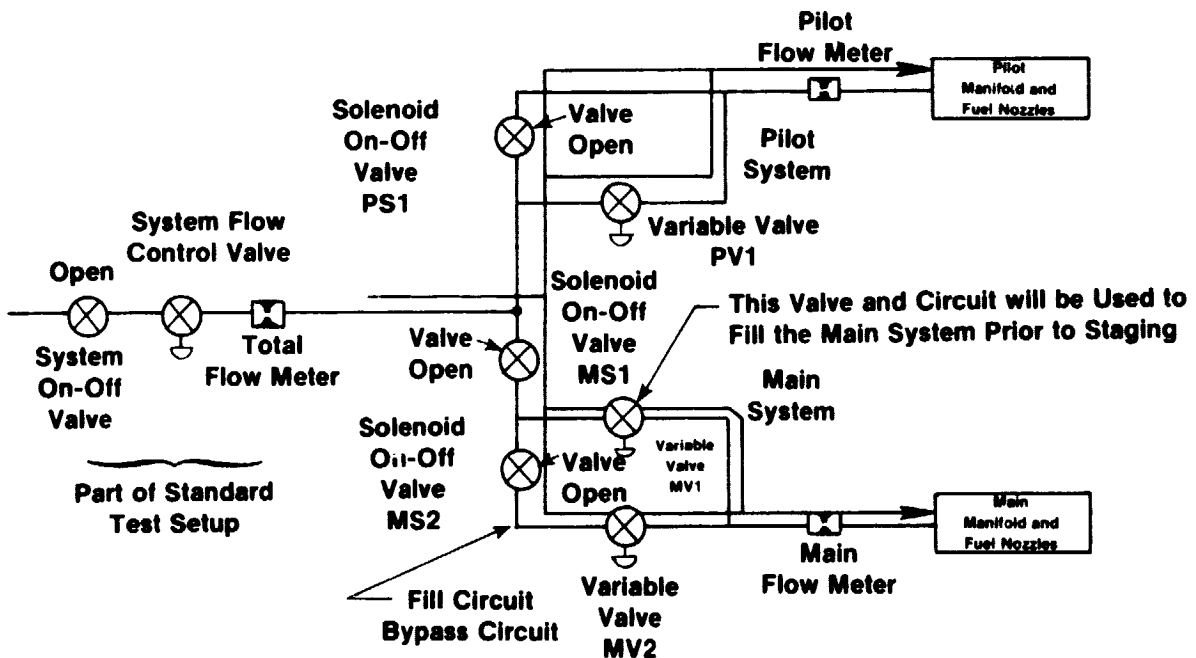 Pilot
Flow Meter
Pilot
Manifold and
Fuel Nozzles
Solenoid
On-Off
Valve
PS1
Valve
Open
Pilot
System
System Flow
Control Valve
Variable Valve
PV1
Open
Solenoid
On-Off
Valve
MS1
This Valve and Circuit will be Used to
Fill the Main System Prior to Staging
System
On-Off
Valve
Total
Flow Meter
Valve
Open
Main
System
Solenoid
On-Off
Valve
MS2
Valve
Open
Variable
Valve
MV1
Part of Standard
Test Setup
Main
Manifold and
Fuel Nozzles
Main
Flow Meter
Fill Circuit
Bypass Circuit
Variable
Valve
MV2